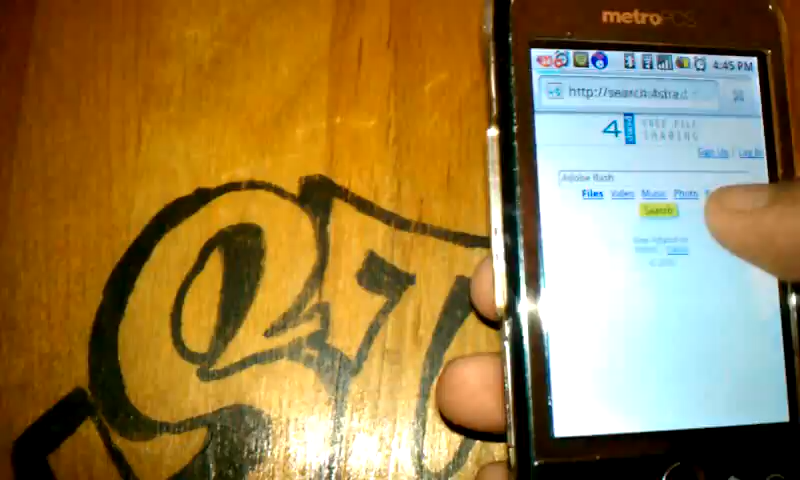 metroPCS
4:45 PM
http://search.4shared
4 shared FREE FILE
SHARING
Sign Up | Log In
Adobe flash
Files Video Music Photo
Search